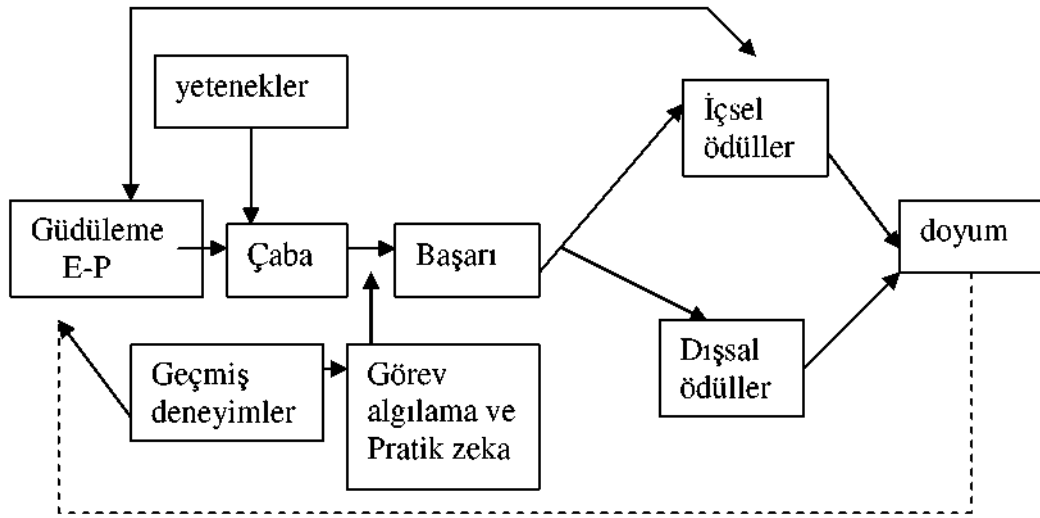 yetenekler
İçsel
ödüller
Güdüleme
E-P
Çaba
Başarı
doyum
Geçmiş
deneyimler
Görev
algılama ve
Pratik zeka
Dışsal
ödüller